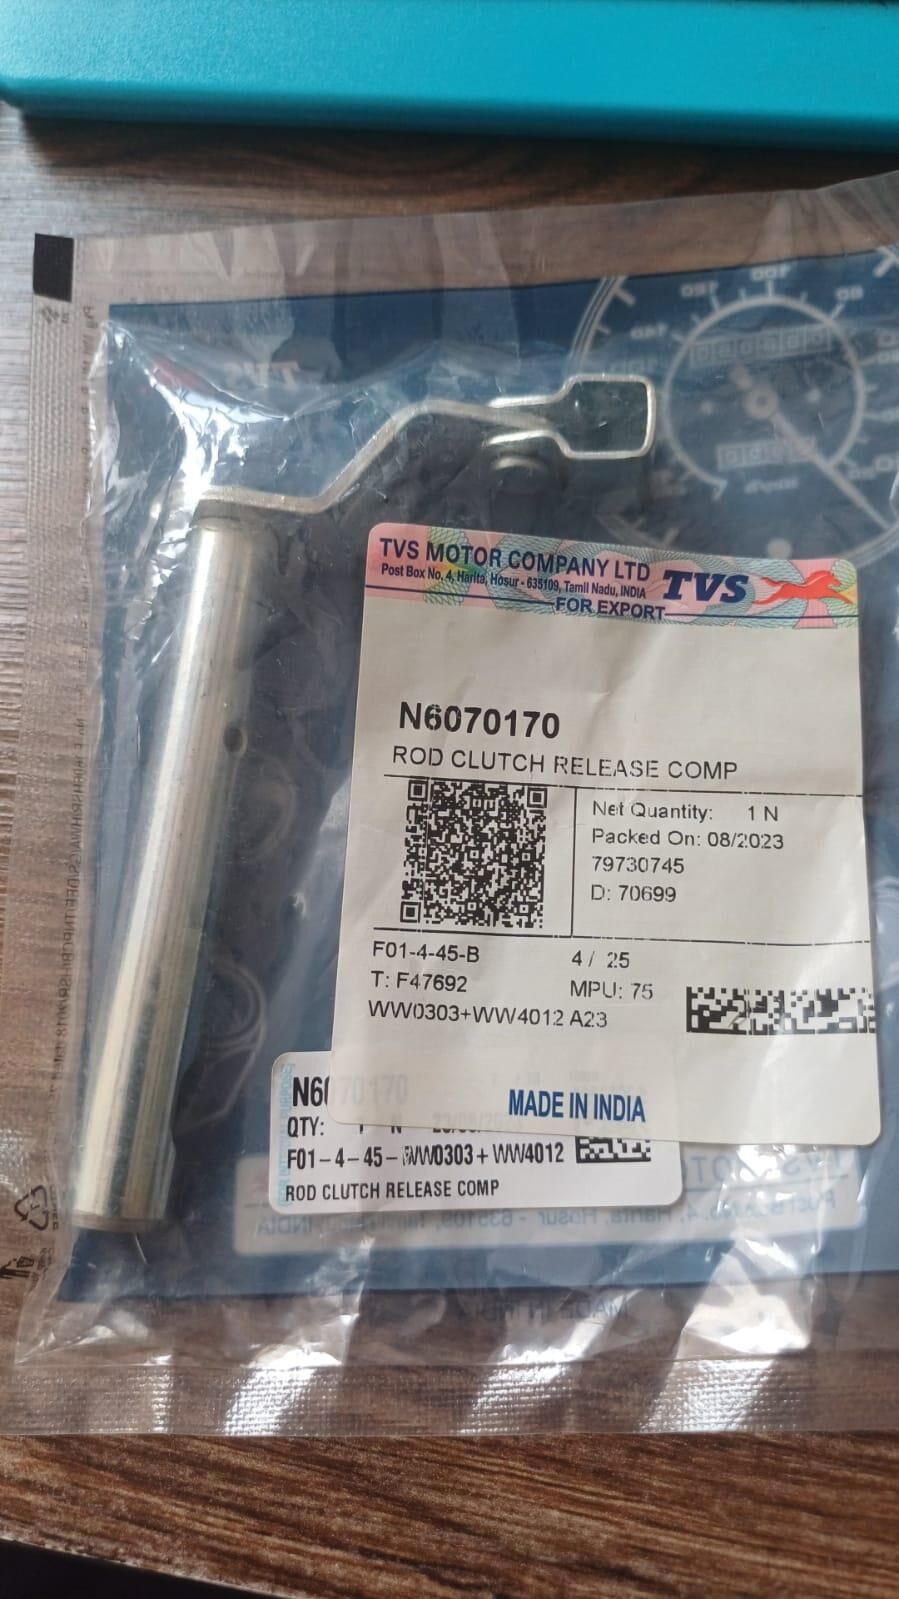 TVS MOTOR COMPANY LTD
Post Box No. 4, Harita, Hosur - 635109, Tamil Nadu, INDIA
TVS
FOR EXPORT
N6070170
ROD CLUTCH RELEASE COMP
Net Quantity: 1 N
Packed On: 08/2023
79730745
D: 70699
F01-4-45-B
4 / 25
T: F47692
MPU: 75
WW0303+WW4012 A23
MADE IN INDIA
N6070170
QTY: 1 N
F01-4-45- WW0303+WW4012
ROD CLUTCH RELEASE COMP